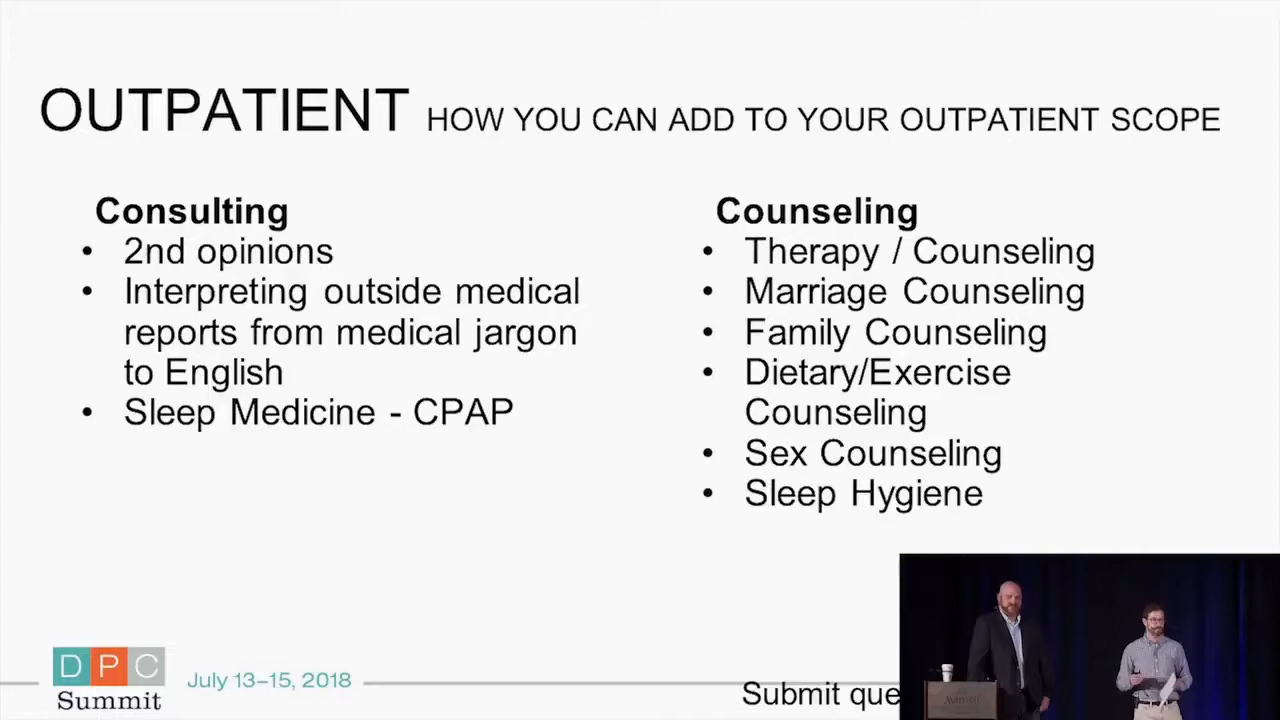 OUTPATIENT HOW YOU CAN ADD TO YOUR OUTPATIENT SCOPE
Consulting
• 2nd opinions
• Interpreting outside medical
reports from medical jargon
to English
• Sleep Medicine - CPAP
Counseling
• Therapy / Counseling
• Marriage Counseling
• Family Counseling
• Dietary/Exercise
Counseling
• Sex Counseling
• Sleep Hygiene
DPC
Summit
July 13–15, 2018
Submit que
Marriott